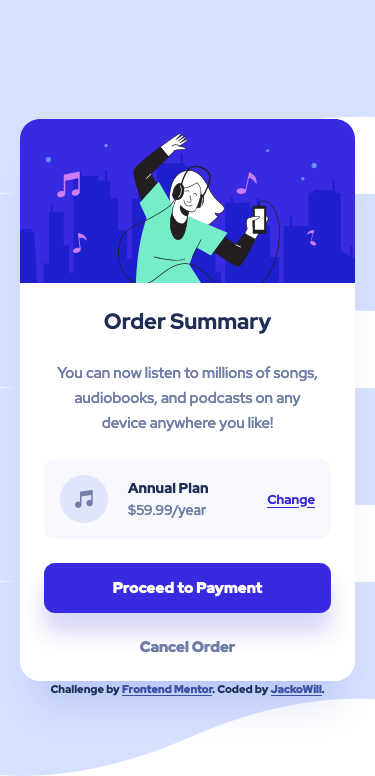 Order Summary
You can now listen to millions of songs,
audiobooks, and podcasts on any
device anywhere you like!
Annual Plan
$59.99/year
Change
Proceed to Payment
Cancel Order
Challenge by Frontend Mentor. Coded by JackoWill.